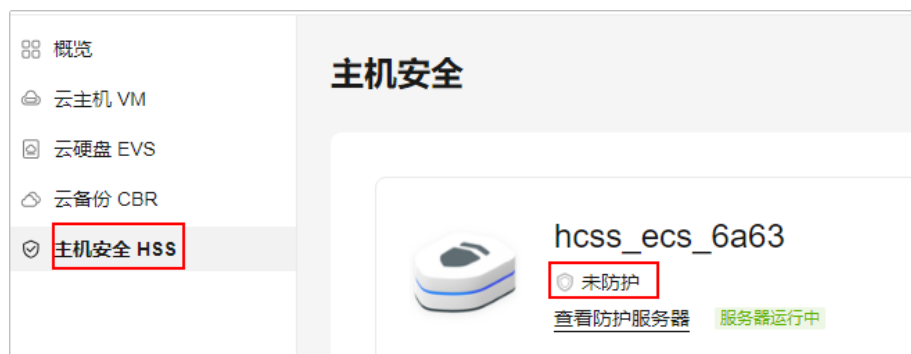 概览
云主机 VM
云硬盘 EVS
云备份 CBR
主机安全 HSS
主机安全
hcss_ecs_6a63
未防护
查看防护服务器 服务器运行中